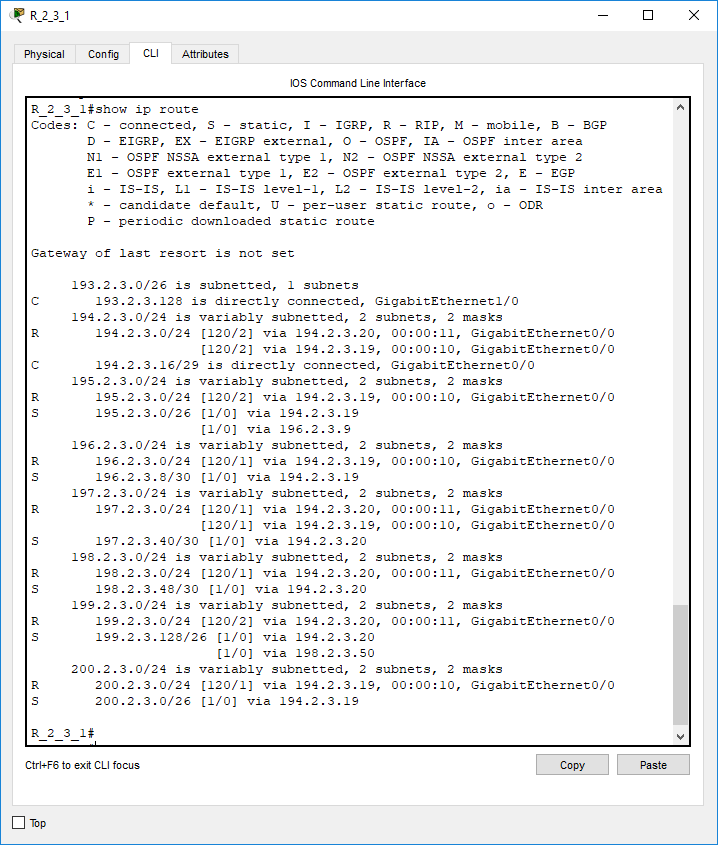 R_2_3_1
Physical Config CLI Attributes
IOS Command Line Interface
R_2_3_1#show ip route
Codes: C - connected, S - static, I - IGRP, R - RIP, M - mobile, B - BGP
       D - EIGRP, EX - EIGRP external, O - OSPF, IA - OSPF inter area
       N1 - OSPF NSSA external type 1, N2 - OSPF NSSA external type 2
       E1 - OSPF external type 1, E2 - OSPF external type 2, E - EGP
       i - IS-IS, L1 - IS-IS level-1, L2 - IS-IS level-2, ia - IS-IS inter area
       * - candidate default, U - per-user static route, o - ODR
       P - periodic downloaded static route
Gateway of last resort is not set
     193.2.3.0/26 is subnetted, 1 subnets
C       193.2.3.128 is directly connected, GigabitEthernet1/0
     194.2.3.0/24 is variably subnetted, 2 subnets, 2 masks
R       194.2.3.0/24 [120/2] via 194.2.3.20, 00:00:11, GigabitEthernet0/0
                     [120/2] via 194.2.3.19, 00:00:10, GigabitEthernet0/0
C       194.2.3.16/29 is directly connected, GigabitEthernet0/0
     195.2.3.0/24 is variably subnetted, 2 subnets, 2 masks
R       195.2.3.0/24 [120/2] via 194.2.3.19, 00:00:10, GigabitEthernet0/0
S       195.2.3.0/26 [1/0] via 194.2.3.19
                     [1/0] via 196.2.3.9
     196.2.3.0/24 is variably subnetted, 2 subnets, 2 masks
R       196.2.3.0/24 [120/1] via 194.2.3.19, 00:00:10, GigabitEthernet0/0
S       196.2.3.8/30 [1/0] via 194.2.3.19
     197.2.3.0/24 is variably subnetted, 2 subnets, 2 masks
R       197.2.3.0/24 [120/1] via 194.2.3.20, 00:00:11, GigabitEthernet0/0
                     [120/1] via 194.2.3.19, 00:00:10, GigabitEthernet0/0
S       197.2.3.40/30 [1/0] via 194.2.3.20
     198.2.3.0/24 is variably subnetted, 2 subnets, 2 masks
R       198.2.3.0/24 [120/1] via 194.2.3.20, 00:00:11, GigabitEthernet0/0
S       198.2.3.48/30 [1/0] via 194.2.3.20
     199.2.3.0/24 is variably subnetted, 2 subnets, 2 masks
R       199.2.3.0/24 [120/2] via 194.2.3.20, 00:00:11, GigabitEthernet0/0
S       199.2.3.128/26 [1/0] via 194.2.3.20
                       [1/0] via 198.2.3.50
     200.2.3.0/24 is variably subnetted, 2 subnets, 2 masks
R       200.2.3.0/24 [120/1] via 194.2.3.19, 00:00:10, GigabitEthernet0/0
S       200.2.3.0/26 [1/0] via 194.2.3.19
R_2_3_1#
Ctrl+F6 to exit CLI focus
Copy Paste
Top